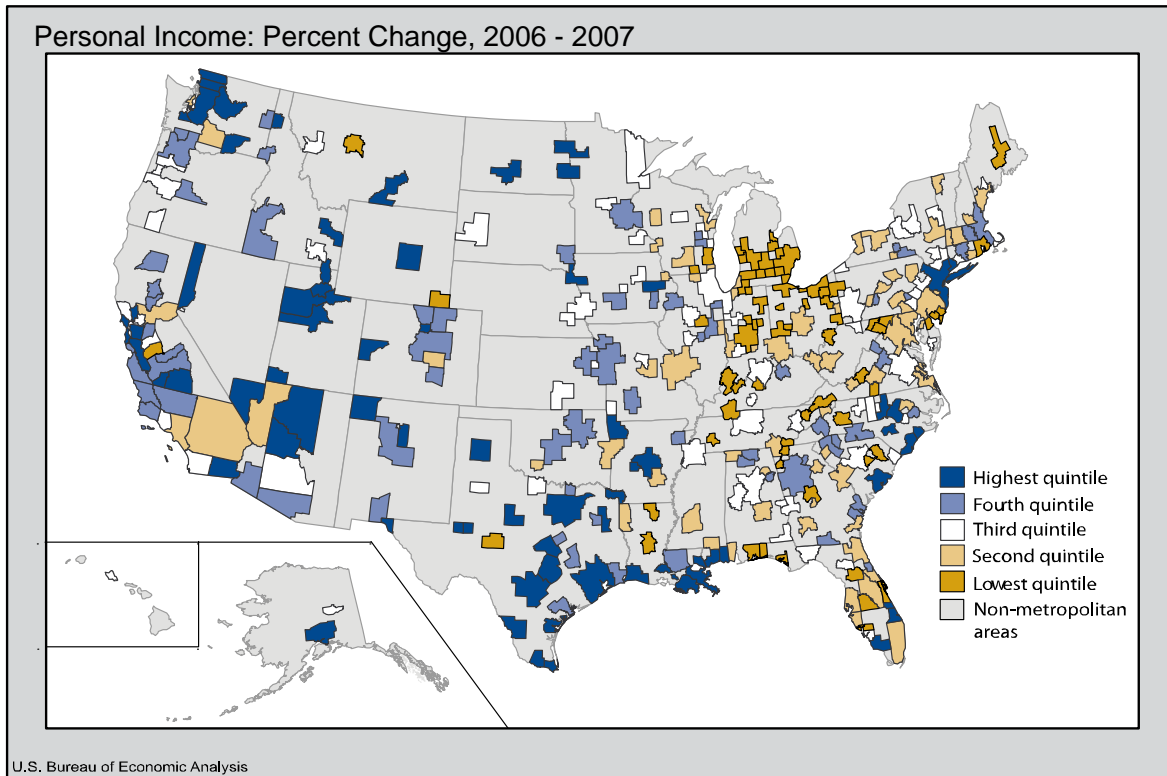 Personal Income: Percent Change, 2006 - 2007
Highest quintile
Fourth quintile
Third quintile
Second quintile
Lowest quintile
Non-metropolitan
areas
U.S. Bureau of Economic Analysis